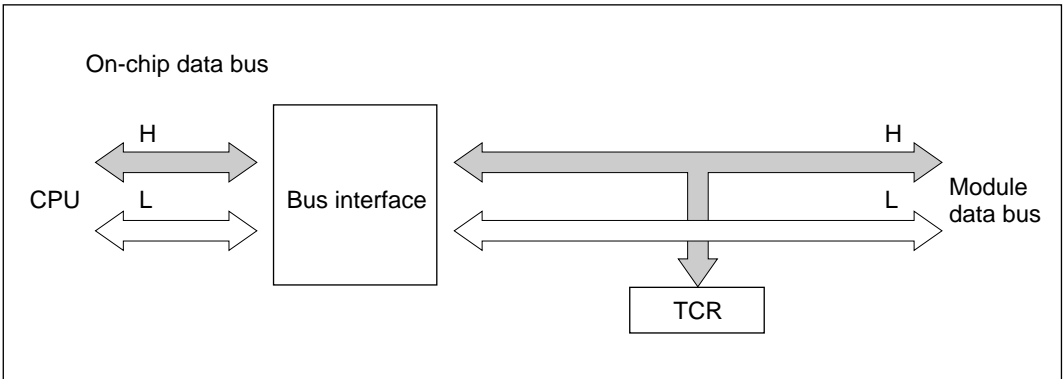 On-chip data bus
H
H
CPU
L
Bus interface
L
Module
data bus
TCR